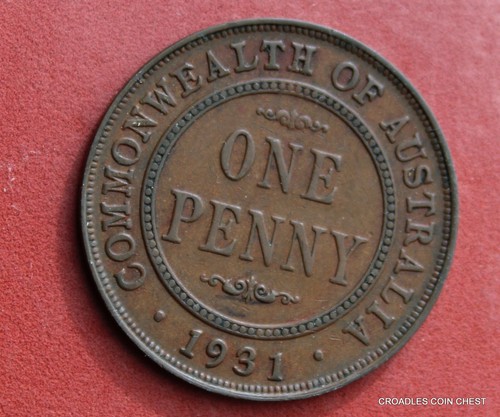 COMMONWEALTH OF AUSTRALIA
ONE
PENNY
· 1931 ·
CROADLES COIN CHEST